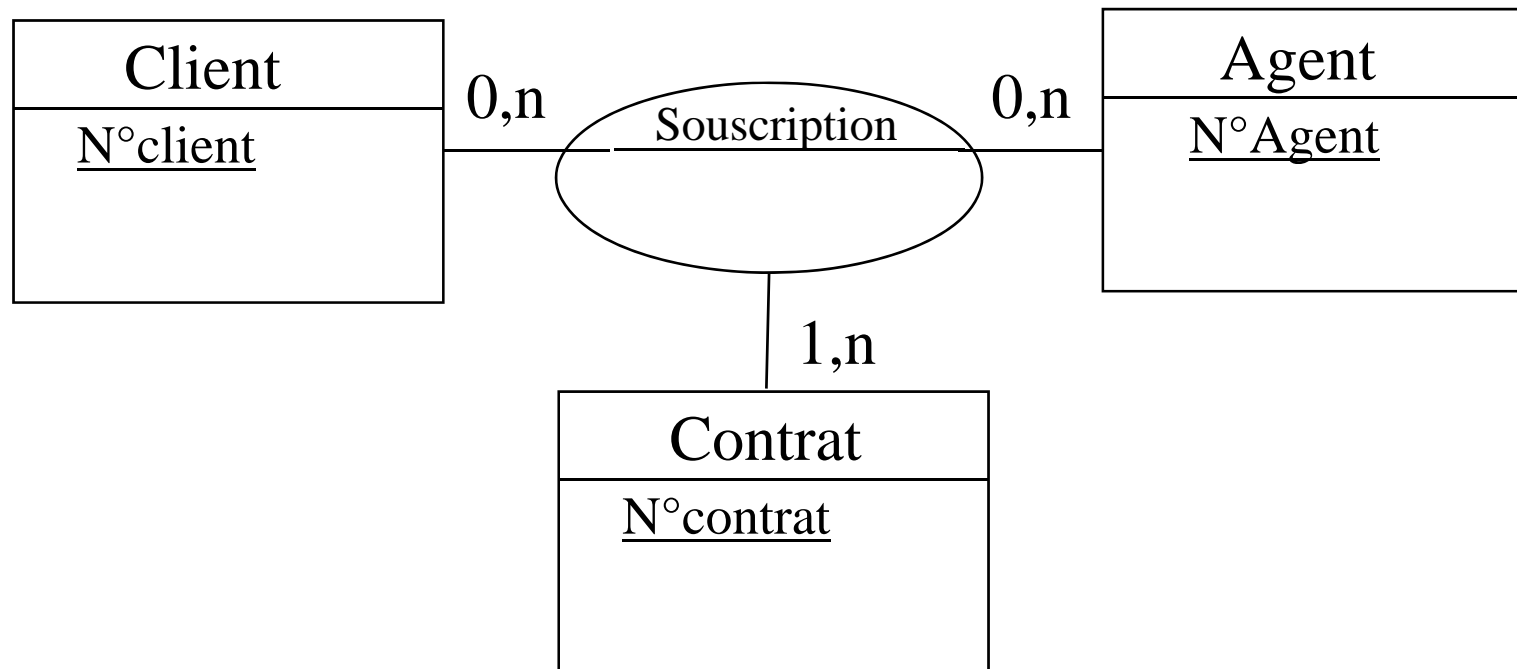 Client
N°client
0,n
Souscription
0,n
Agent
N°Agent
1,n
Contrat
N°contrat